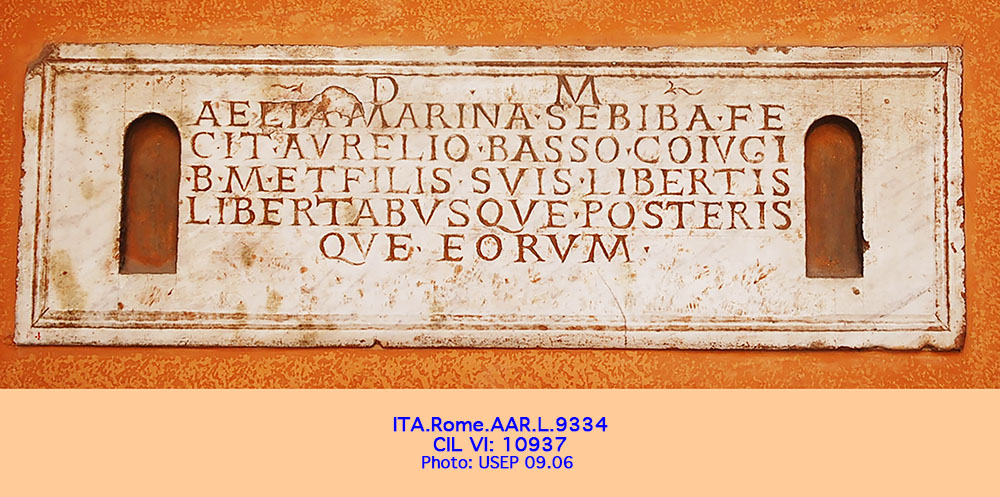 D · M
AELIA·MARINA·SEBIBA·FE
CIT·AVRELIO·BASSO·COIVGI
·B·M·ET FILIS·SVIS·LIBERTIS
LIBERTABVSQVE·POSTERIS
QVE· EORVM·
ITA.Rome.AAR.L.9334
CIL VI: 10937
Photo: USEP 09.06